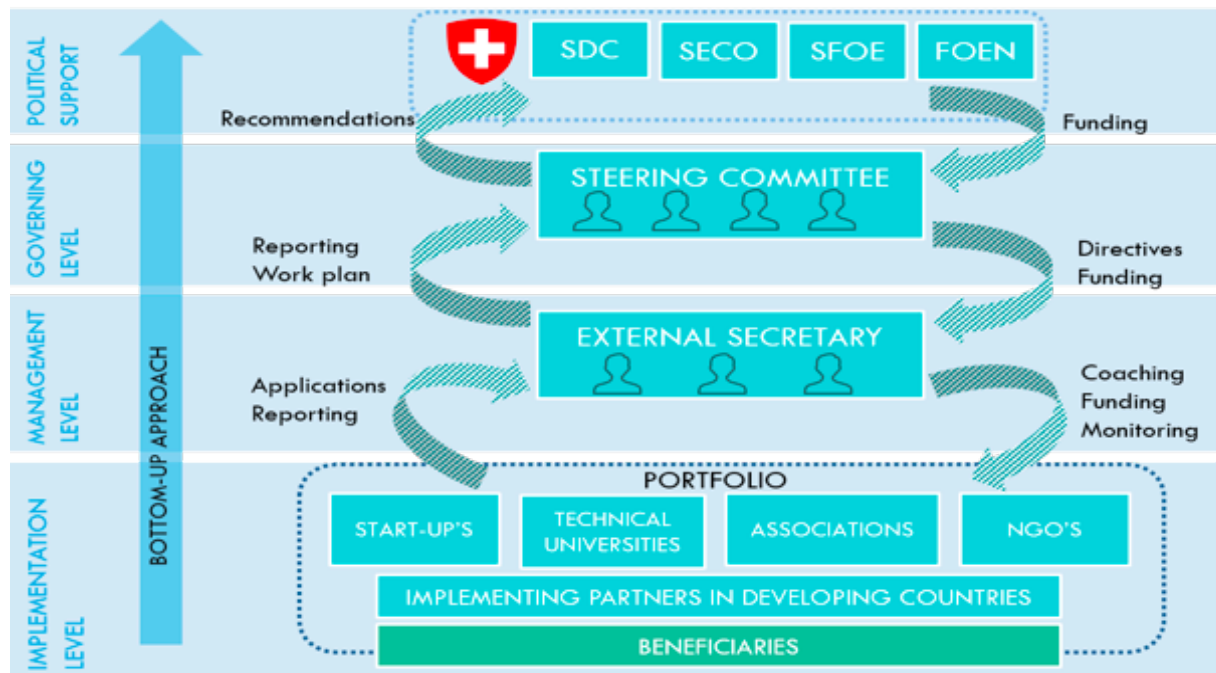 POLITICAL
SUPPORT
SDC
SECO
SFOE
FOEN
Recommendations
Funding
GOVERNING
LEVEL
STEERING COMMITTEE
Reporting
Work plan
Directives
Funding
MANAGEMENT
LEVEL
EXTERNAL SECRETARY
Applications
Reporting
Coaching
Funding
Monitoring
BOTTOM-UP APPROACH
IMPLEMENTATION
LEVEL
PORTFOLIO
START-UP'S
TECHNICAL
UNIVERSITIES
ASSOCIATIONS
NGO'S
IMPLEMENTING PARTNERS IN DEVELOPING COUNTRIES
BENEFICIARIES